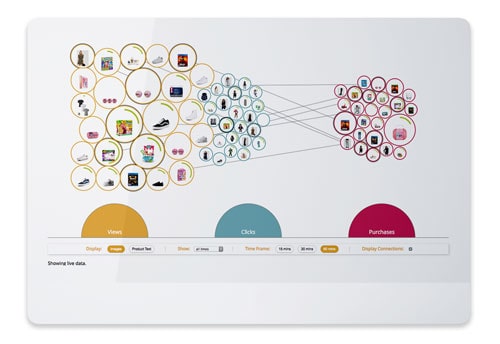 Views
Clicks
Purchases
Display: Images Product Text Show: all times Time Frame: 15 mins 30 mins 60 mins Display Connections:
Showing live data.